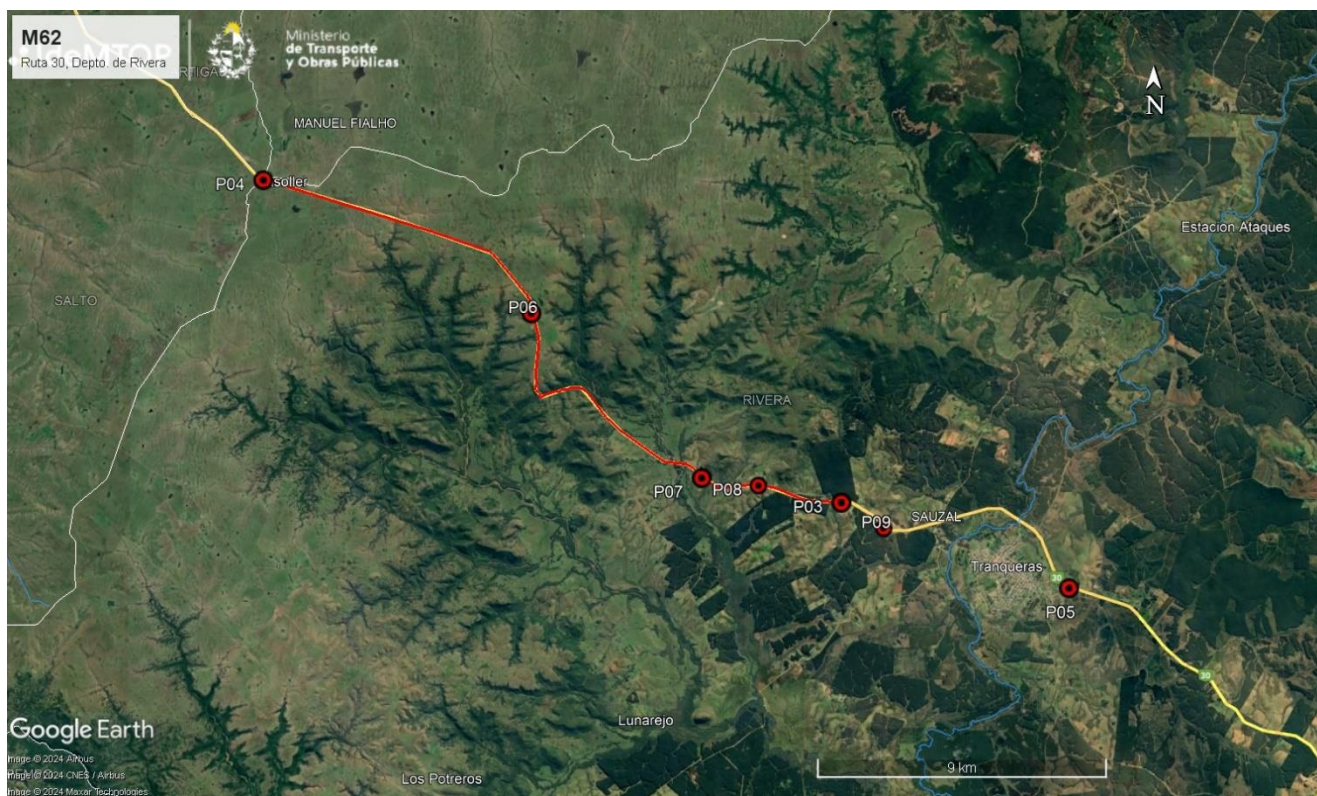 M62
Ruta 30, Depto. de Rivera
Ministerio
de Transporte
y Obras Públicas
MANUEL FIALHO
P04
soller
Estación Ataques
SALTO
P06
RIVERA
P07
P08
P03
P09
SAUZAL
Tranqueras
30
P05
30
N
Lunarejo
Los Potreros
9 km
Google Earth
Image © 2024 Airbus
Image © 2024 CNES / Airbus
Image © 2024 Maxar Technologies